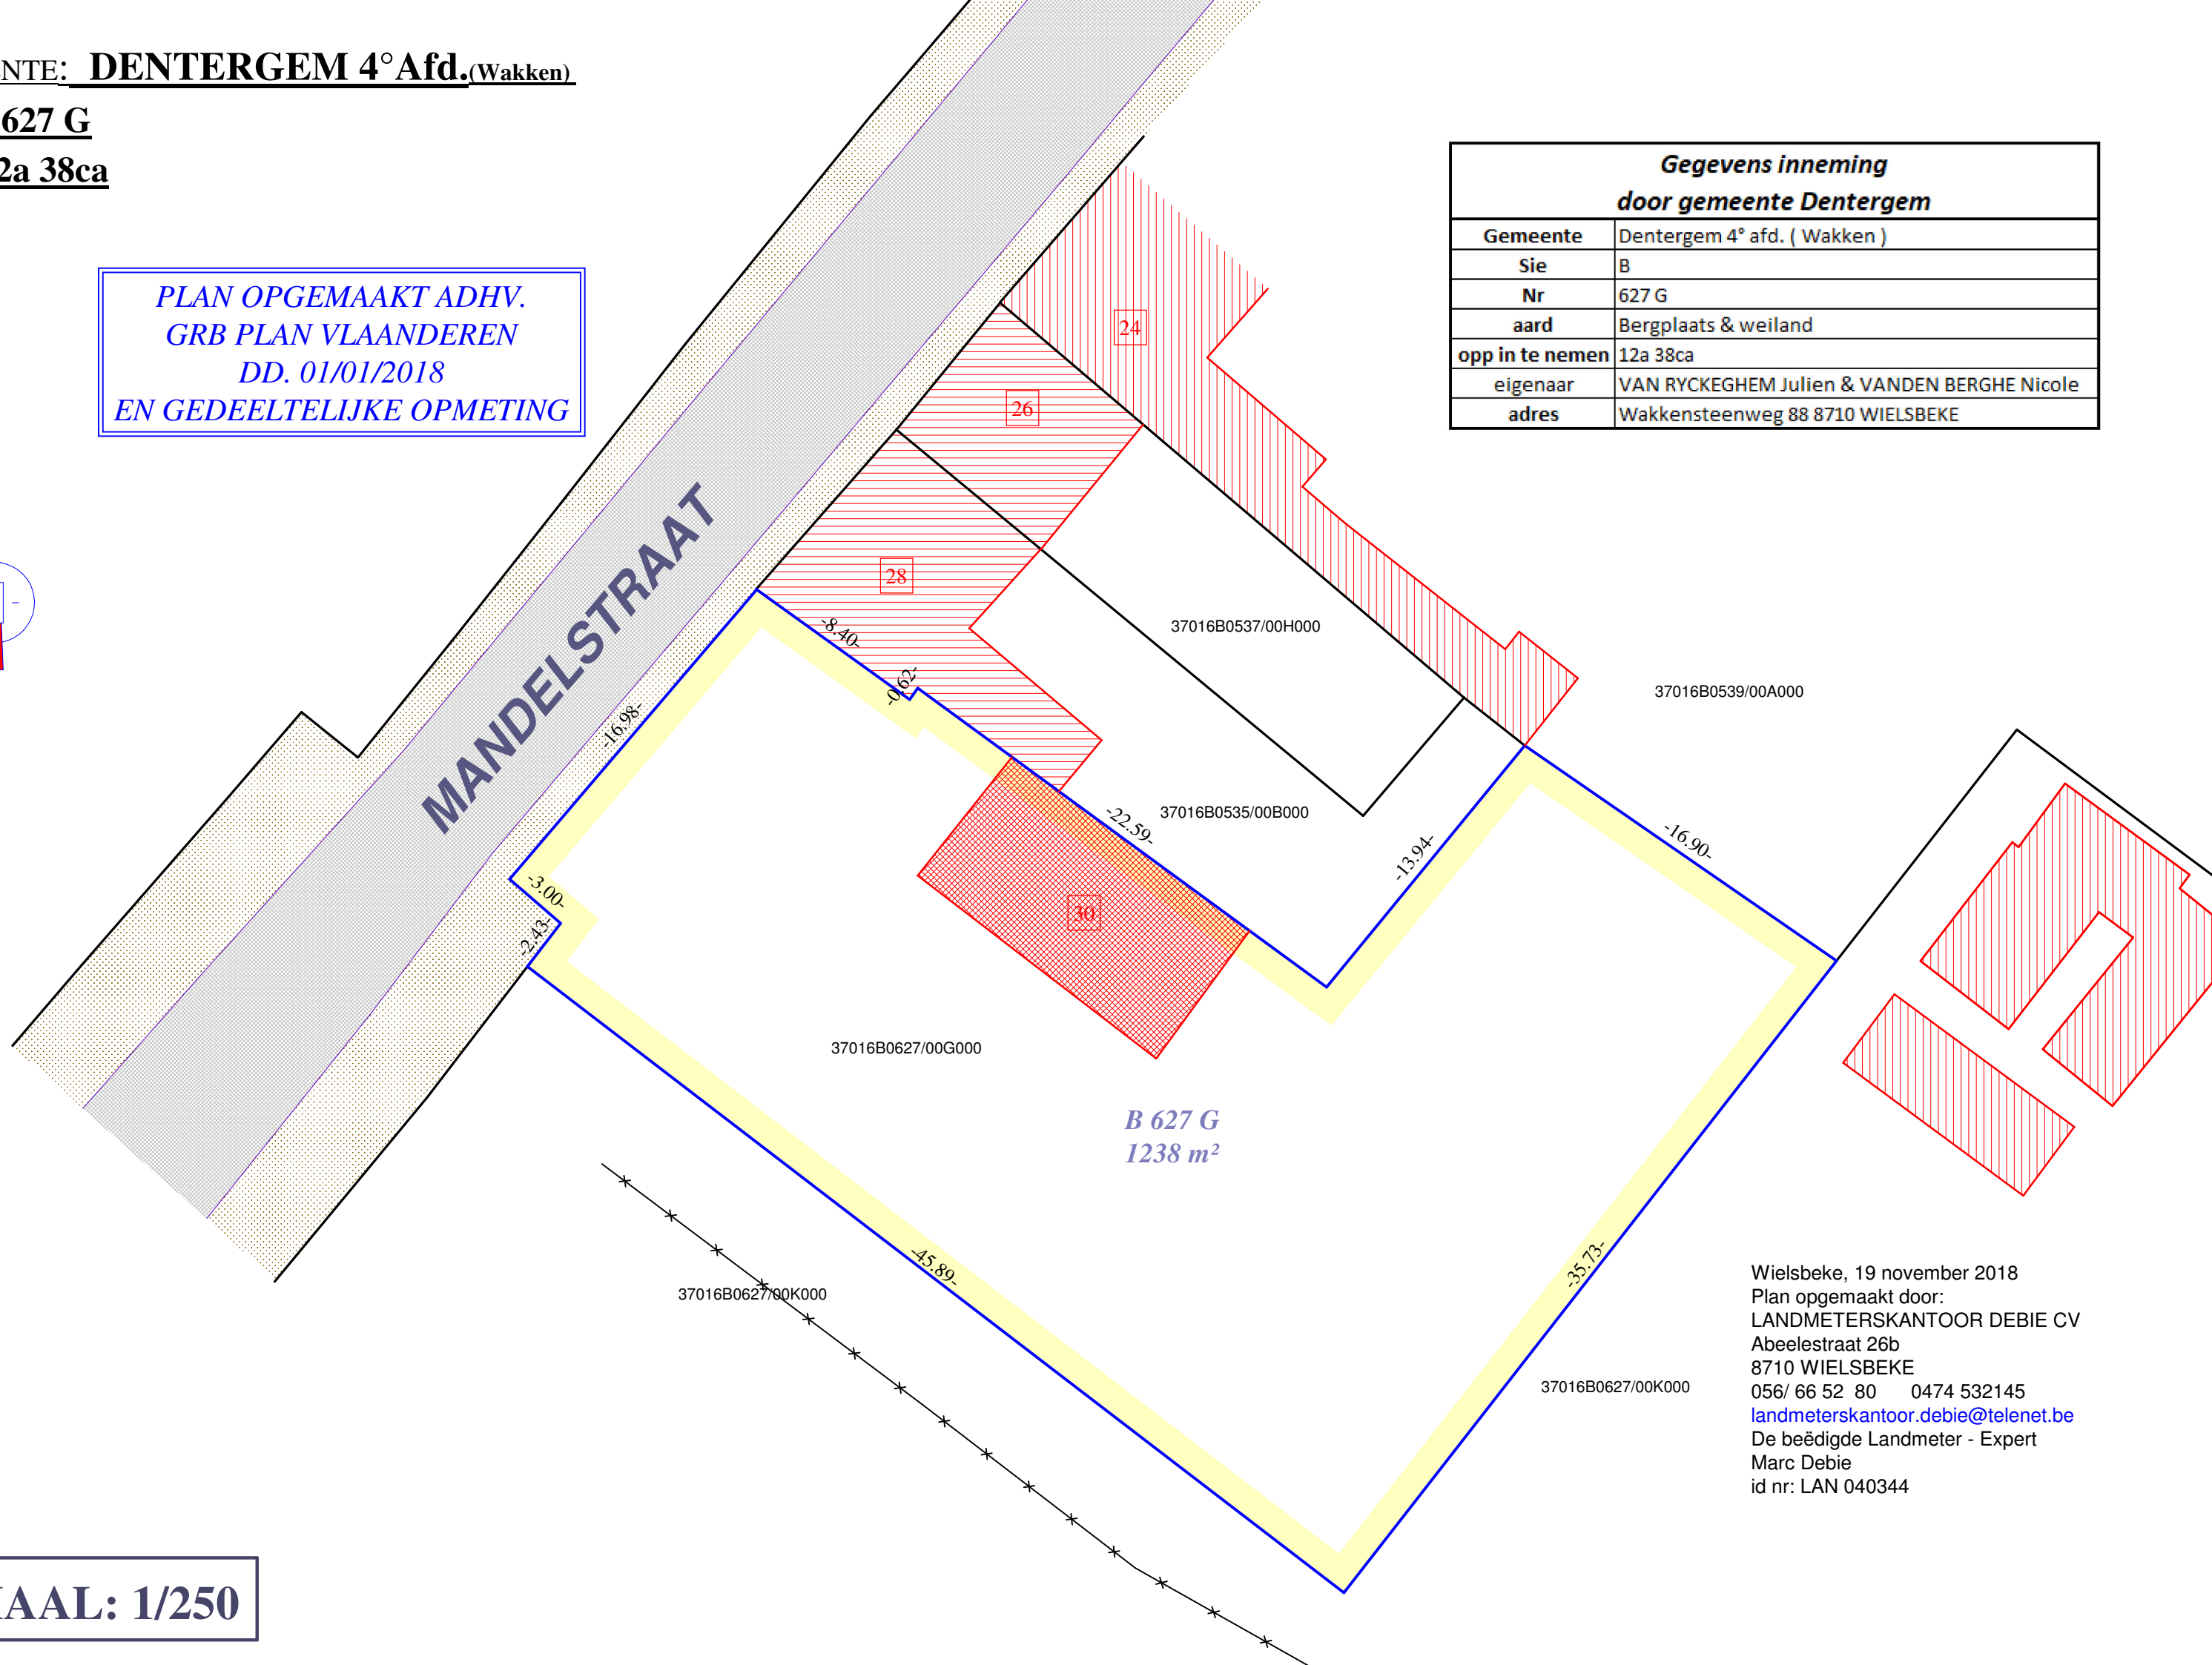 NTE: DENTERGEM 4°Afd.(Wakken)
627 G
2a 38ca
PLAN OPGEMAAKT ADHV.
GRB PLAN VLAANDEREN
DD. 01/01/2018
EN GEDEELTELIJKE OPMETING
Gegevens inneming
door gemeente Dentergem
Gemeente Dentergem 4° afd. ( Wakken )
Sie B
Nr 627 G
aard Bergplaats & weiland
opp in te nemen 12a 38ca
eigenaar VAN RYCKEGHEM Julien & VANDEN BERGHE Nicole
adres Wakkensteenweg 88 8710 WIELSBEKE
24
26
28
MANDELSTRAAT
37016B0537/00H000
37016B0539/00A000
37016B0535/00B000
-8.40-
-0.62-
-16.98-
-22.59-
-13.94-
-16.90-
-3.00-
-2.43-
30
37016B0627/00G000
B 627 G
1238 m²
-45.89-
-35.73-
37016B0627/00K000
37016B0627/00K000
Wielsbeke, 19 november 2018
Plan opgemaakt door:
LANDMETERSKANTOOR DEBIE CV
Abeelestraat 26b
8710 WIELSBEKE
056/ 66 52 80 0474 532145
landmeterskantoor.debie@telenet.be
De beëdigde Landmeter - Expert
Marc Debie
id nr: LAN 040344
AAL: 1/250